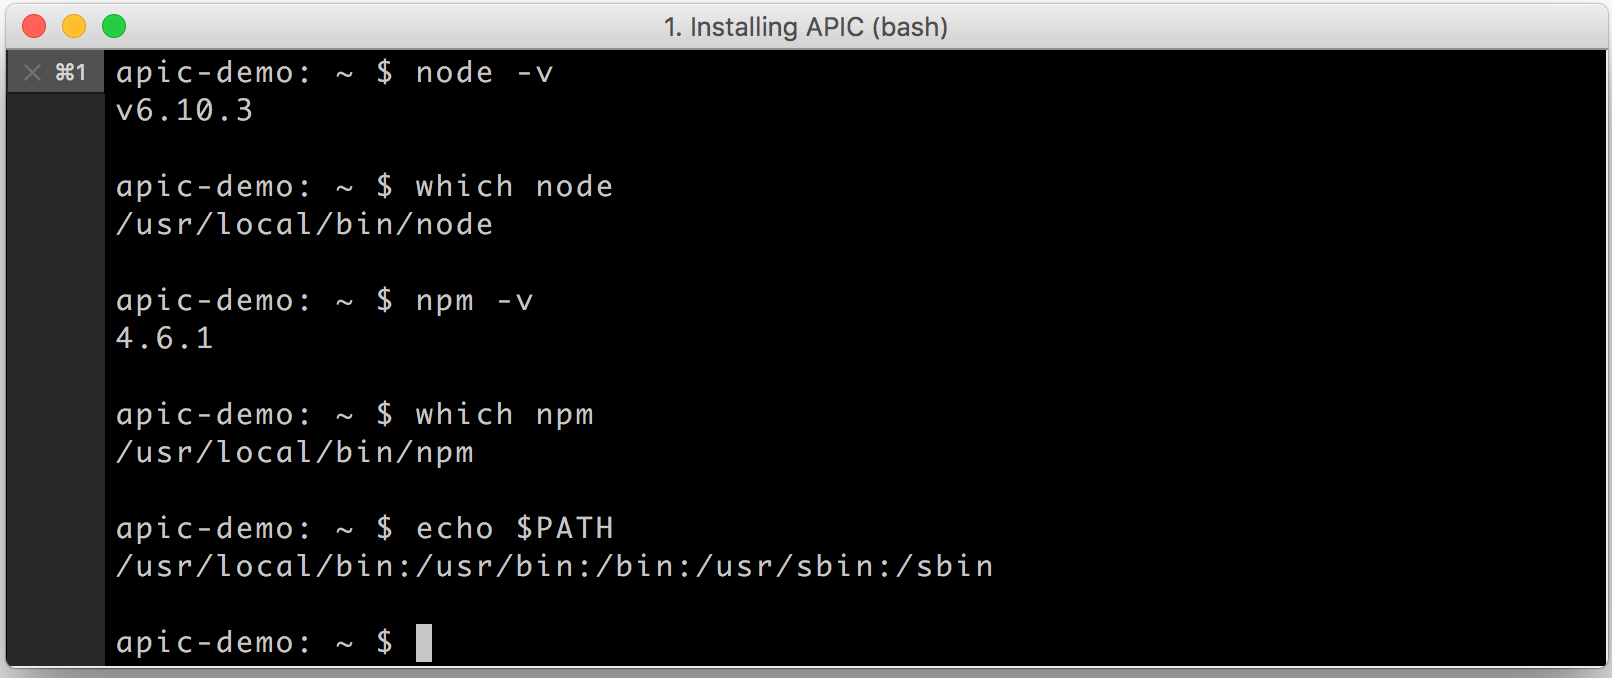 1. Installing APIC (bash)
⌘1
apic-demo: ~ $ node -v
v6.10.3
apic-demo: ~ $ which node
/usr/local/bin/node
apic-demo: ~ $ npm -v
4.6.1
apic-demo: ~ $ which npm
/usr/local/bin/npm
apic-demo: ~ $ echo $PATH
/usr/local/bin:/usr/bin:/bin:/usr/sbin:/sbin
apic-demo: ~ $